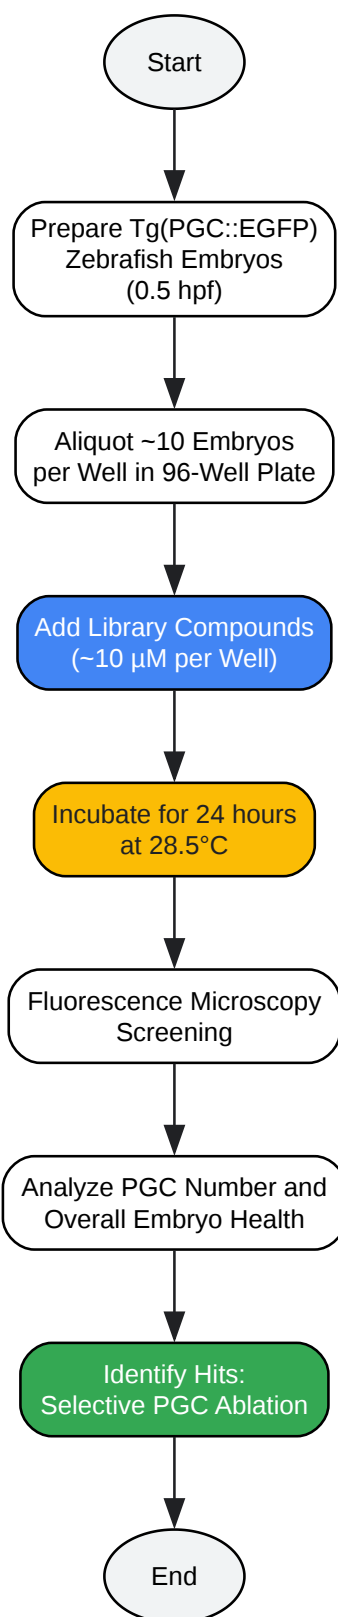 Start
Prepare Tg(PGC::EGFP)
Zebrafish Embryos
(0.5 hpf)
Aliquot ~10 Embryos
per Well in 96-Well Plate
Add Library Compounds
(~10 µM per Well)
Incubate for 24 hours
at 28.5°C
Fluorescence Microscopy
Screening
Analyze PGC Number and
Overall Embryo Health
Identify Hits:
Selective PGC Ablation
End